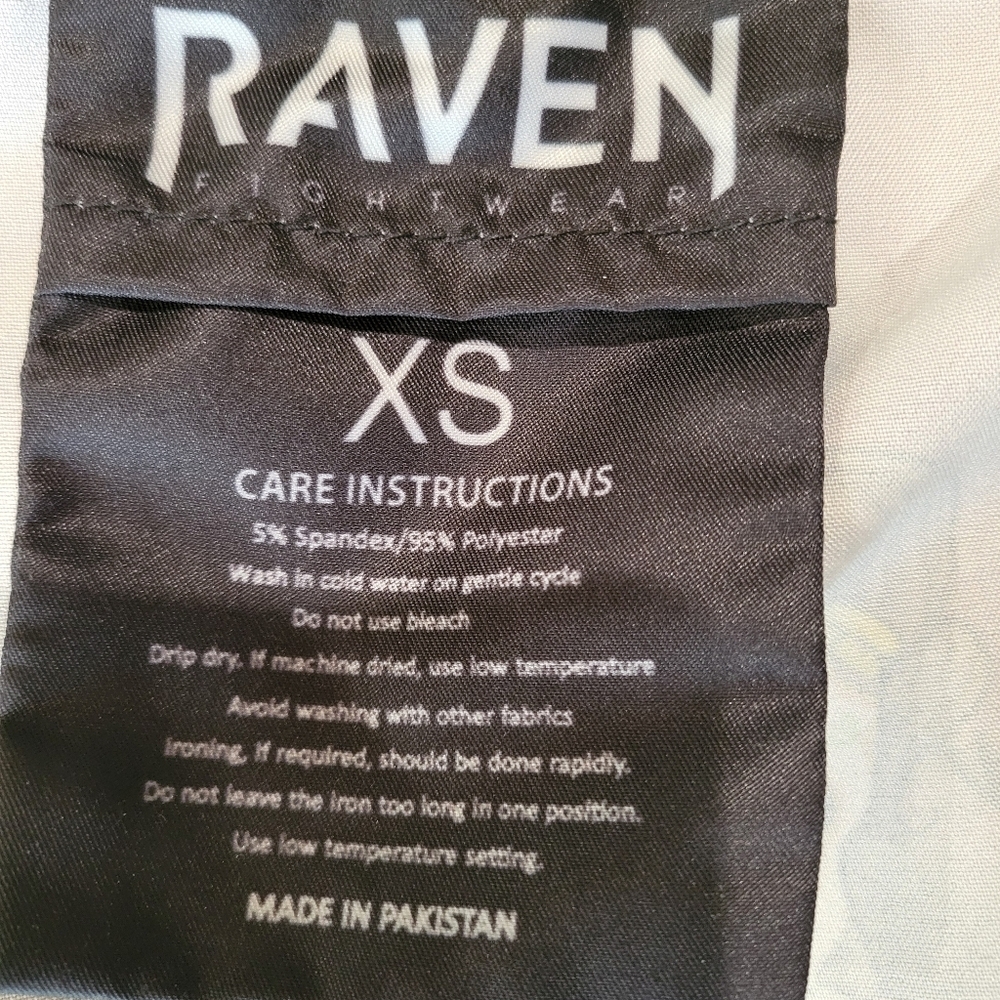 RAVEN
FIGHTWEAR
XS
CARE INSTRUCTIONS
5% Spandex/95% Polyester
Wash in cold water on gentle cycle
Do not use bleach
Drip dry. If machine dried, use low temperature
Avoid washing with other fabrics
Ironing, if required, should be done rapidly.
Do not leave the iron too long in one position.
Use low temperature setting.
MADE IN PAKISTAN